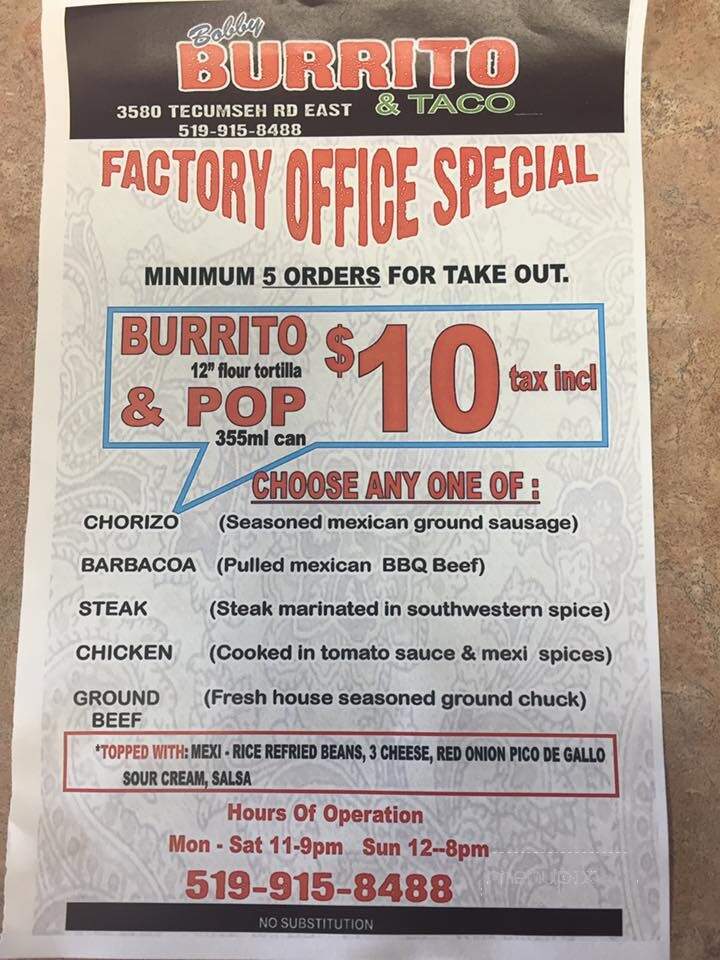 Bobby
BURRITO
& TACO
3580 TECUMSEH RD EAST
519-915-8488
FACTORY OFFICE SPECIAL
MINIMUM 5 ORDERS FOR TAKE OUT.
BURRITO
12" flour tortilla
& POP
355ml can
$10
tax incl
CHOOSE ANY ONE OF :
CHORIZO (Seasoned mexican ground sausage)
BARBACOA (Pulled mexican BBQ Beef)
STEAK (Steak marinated in southwestern spice)
CHICKEN (Cooked in tomato sauce & mexi spices)
GROUND (Fresh house seasoned ground chuck)
BEEF
*TOPPED WITH: MEXI - RICE REFRIED BEANS, 3 CHEESE, RED ONION PICO DE GALLO
SOUR CREAM, SALSA
Hours Of Operation
Mon - Sat 11-9pm Sun 12--8pm
519-915-8488
menupix
NO SUBSTITUTION